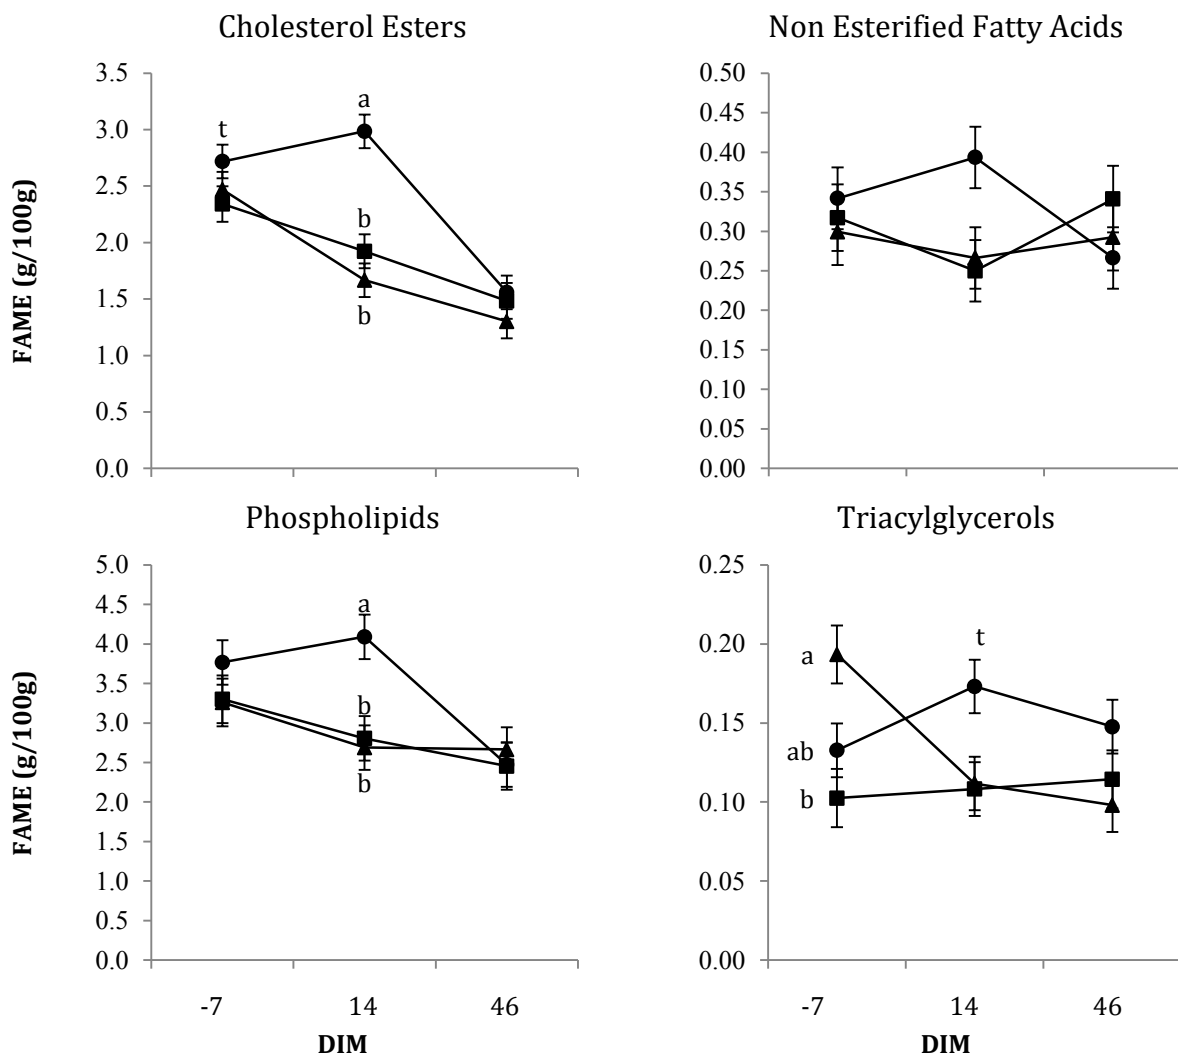 Cholesterol Esters
FAME (g/100g)
3.5
3.0
2.5
2.0
1.5
1.0
0.5
0.0
t
a
b
b
Non Esterified Fatty Acids
0.50
0.45
0.40
0.35
0.30
0.25
0.20
0.15
0.10
0.05
0.00
Phospholipids
FAME (g/100g)
5.0
4.5
4.0
3.5
3.0
2.5
2.0
1.5
1.0
0.5
0.0
a
b
b
-7 14 46
DIM
Triacylglycerols
0.25
0.20
0.15
0.10
0.05
0.00
a
t
ab
b
-7 14 46
DIM